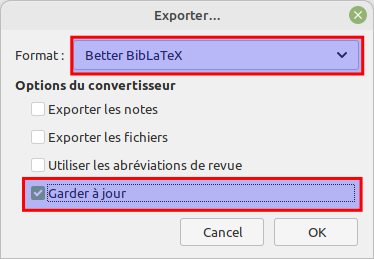 Exporter…
Format : Better BibLaTeX
Options du convertisseur
Exporter les notes
Exporter les fichiers
Utiliser les abréviations de revue
Garder à jour
Cancel OK